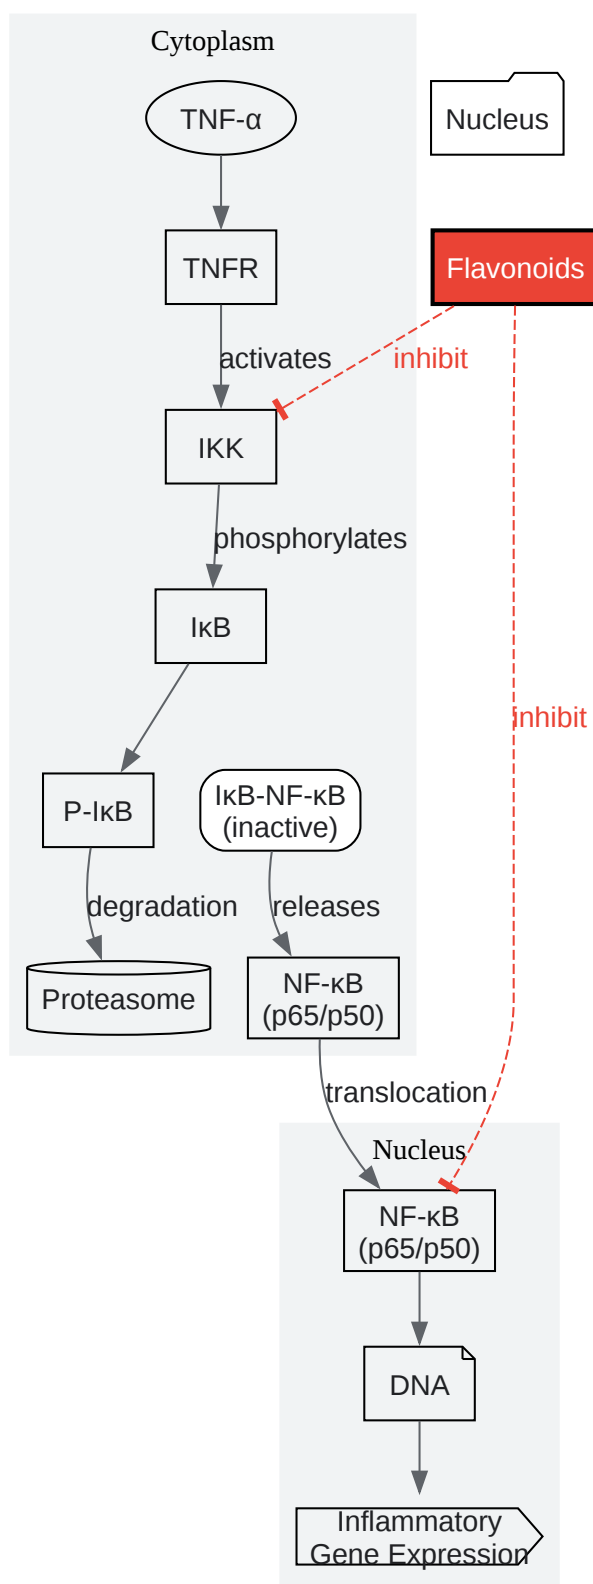 Cytoplasm
TNF-α
Nucleus
TNFR
Flavonoids
activates
inhibit
IKK
phosphorylates
IκB
inhibit
P-IκB
IκB-NF-κB
(inactive)
degradation
releases
Proteasome
NF-κB
(p65/p50)
translocation
Nucleus
NF-κB
(p65/p50)
DNA
Inflammatory
Gene Expression